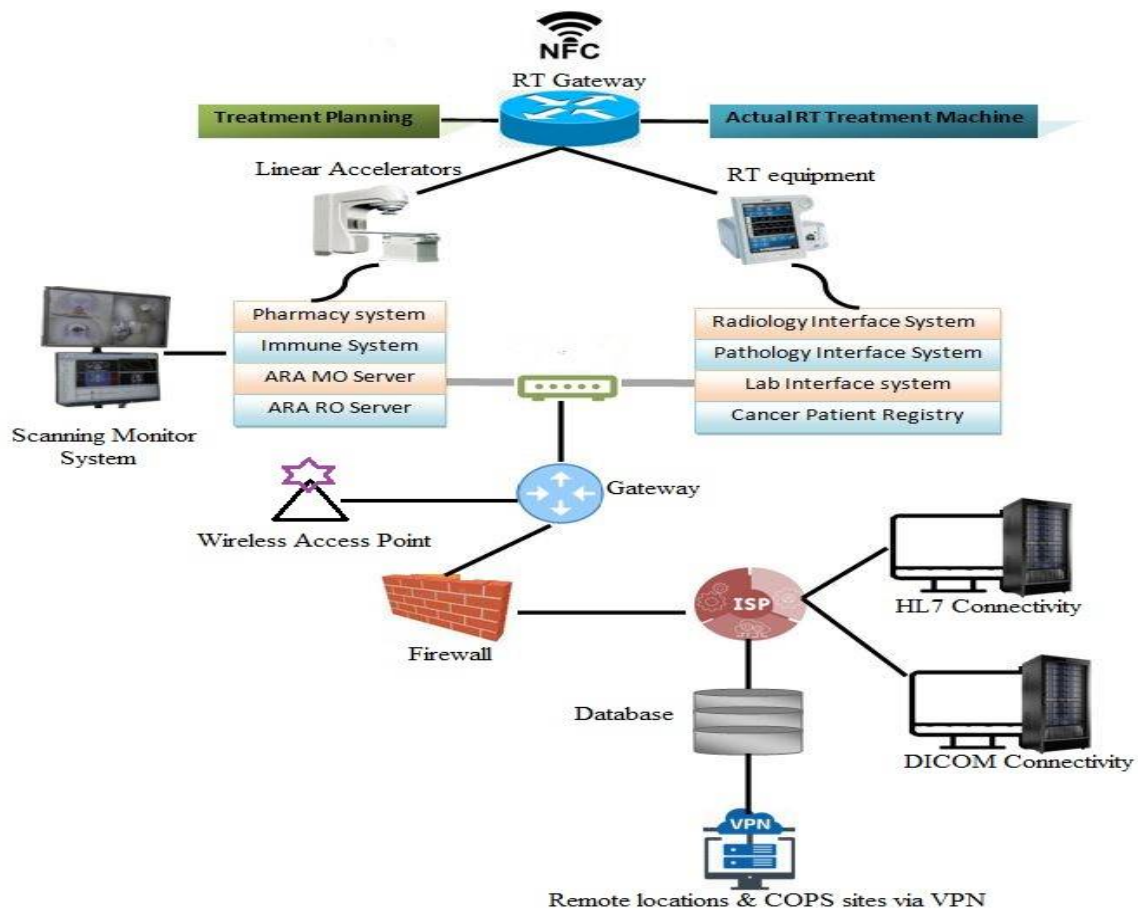 NFC
RT Gateway
Treatment Planning
Actual RT Treatment Machine
Linear Accelerators
RT equipment
Pharmacy system
Immune System
ARA MO Server
ARA RO Server
Radiology Interface System
Pathology Interface System
Lab Interface system
Cancer Patient Registry
Scanning Monitor
System
Gateway
Wireless Access Point
Firewall
ISP
HL7 Connectivity
Database
DICOM Connectivity
VPN
Remote locations & COPS sites via VPN